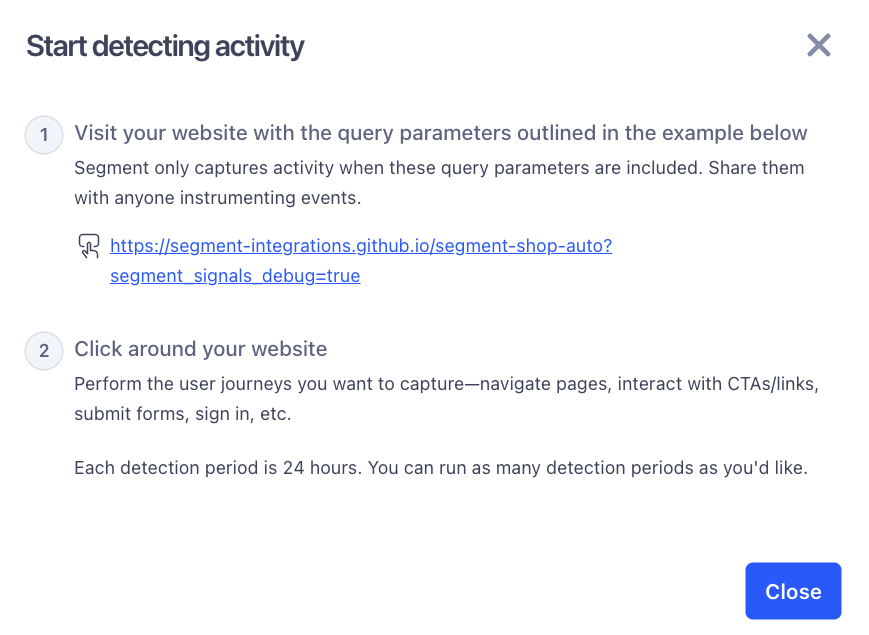 Start detecting activity
1
Visit your website with the query parameters outlined in the example below
Segment only captures activity when these query parameters are included. Share them
with anyone instrumenting events.
https://segment-integrations.github.io/segment-shop-auto?
segment_signals_debug=true
2
Click around your website
Perform the user journeys you want to capture—navigate pages, interact with CTAs/links,
submit forms, sign in, etc.
Each detection period is 24 hours. You can run as many detection periods as you'd like.
Close